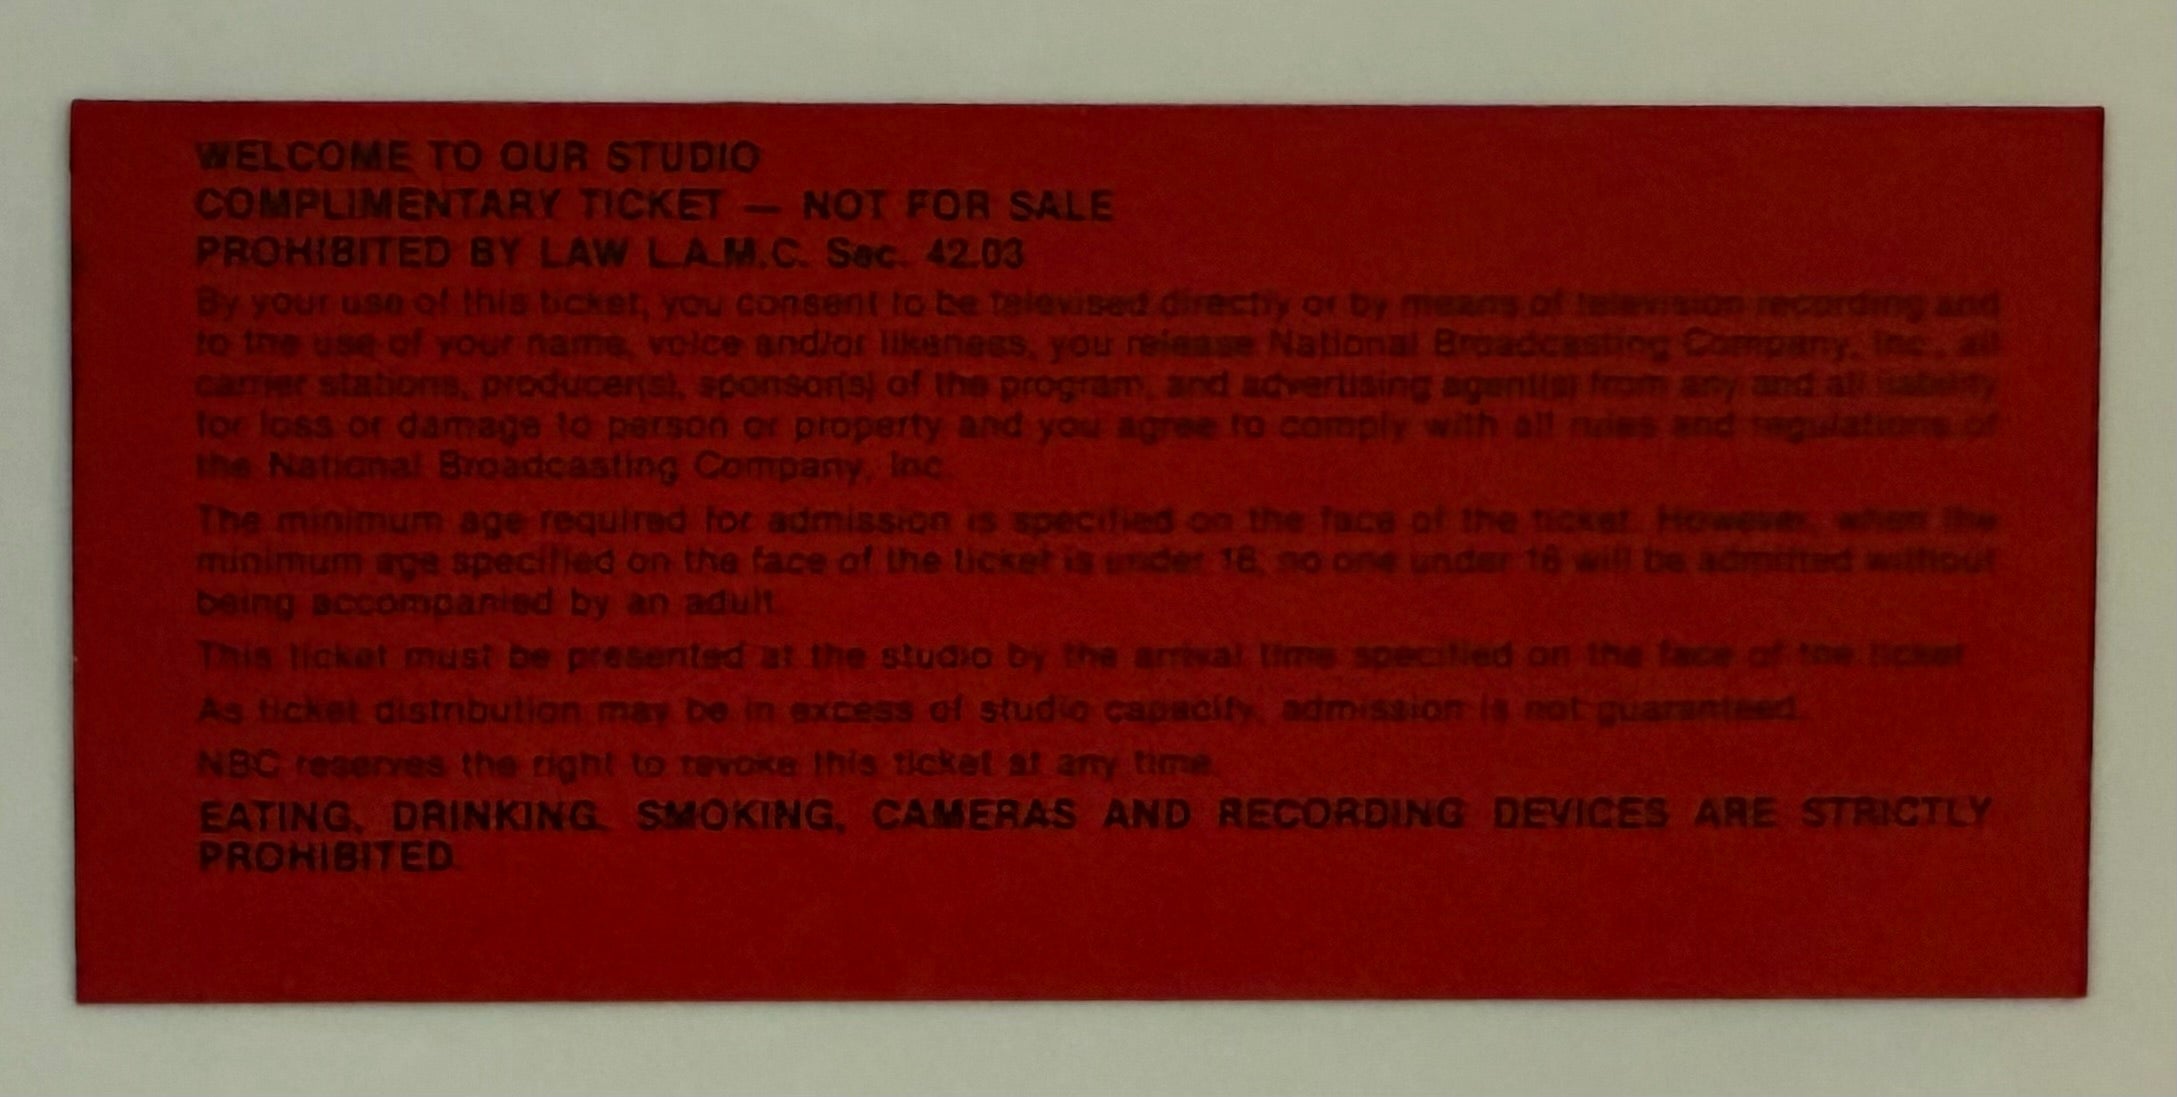 WELCOME TO OUR STUDIO
COMPLIMENTARY TICKET — NOT FOR SALE
PROHIBITED BY LAW L.A.M.C. Sec. 42.03
By your use of this ticket, you consent to be televised directly or by means of television recording and
to the use of your name, voice and/or likeness, you release National Broadcasting Company, Inc., all
carrier stations, producer(s), sponsor(s) of the program, and advertising agent(s) from any and all liability
for loss or damage to person or property and you agree to comply with all rules and regulations of
the National Broadcasting Company, Inc.
The minimum age required for admission is specified on the face of the ticket. However, when the
minimum age specified on the face of the ticket is under 16, no one under 16 will be admitted without
being accompanied by an adult.
This ticket must be presented at the studio by the arrival time specified on the face of the ticket.
As ticket distribution may be in excess of studio capacity, admission is not guaranteed.
NBC reserves the right to revoke this ticket at any time.
EATING, DRINKING, SMOKING, CAMERAS AND RECORDING DEVICES ARE STRICTLY
PROHIBITED.